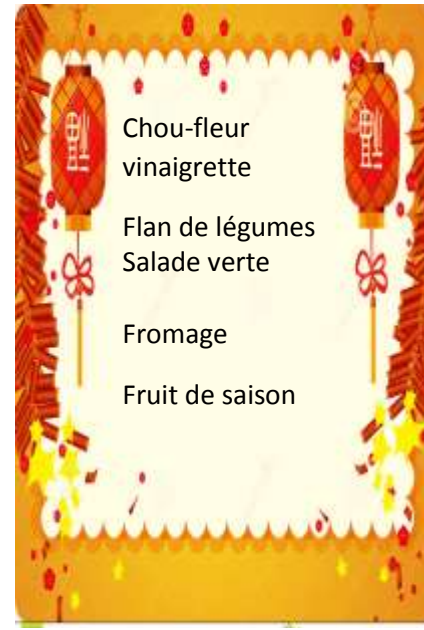 Chou-fleur
vinaigrette
Flan de légumes
Salade verte
Fromage
Fruit de saison